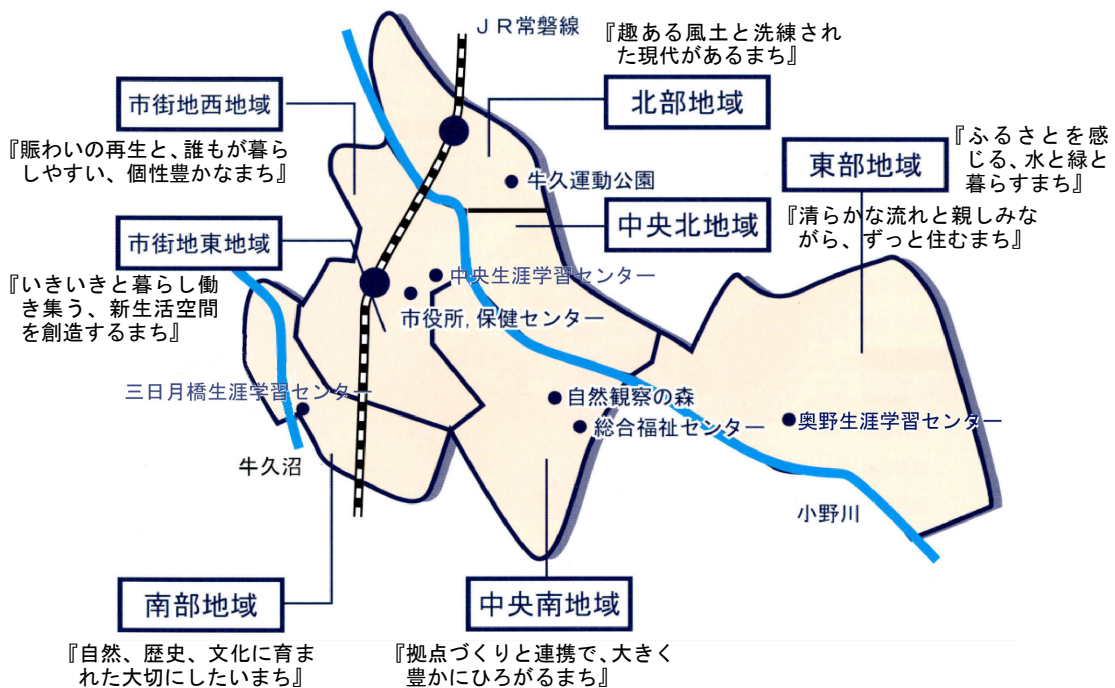 ＪＲ常磐線
『趣ある風土と洗練され
た現代があるまち』
市街地西地域
北部地域
『賑わいの再生と、誰もが暮ら
しやすい、個性豊かなまち』
牛久運動公園
東部地域
『ふるさとを感
じる、水と緑と
暮らすまち』
市街地東地域
中央北地域
『清らかな流れと親しみな
がら、ずっと住むまち』
『いきいきと暮らし働
き集う、新生活空間
を創造するまち』
中央生涯学習センター
市役所,保健センター
三日月橋生涯学習センター
自然観察の森
総合福祉センター
奥野生涯学習センター
牛久沼
小野川
南部地域
中央南地域
『自然、歴史、文化に育ま
れた大切にしたいまち』
『拠点づくりと連携で、大きく
豊かにひろがるまち』